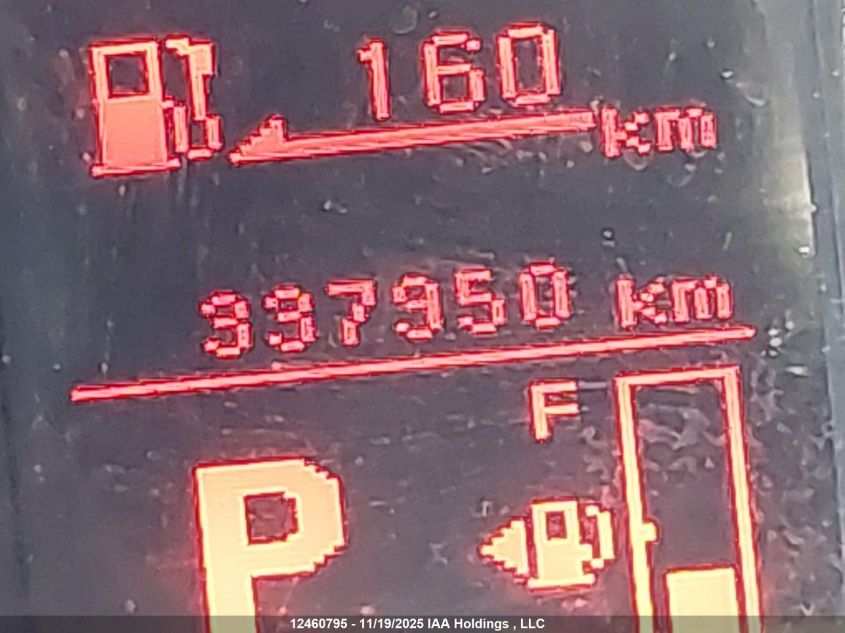 160 km
337950 km
F
P
12460795 - 11/19/2025 IAA Holdings , LLC